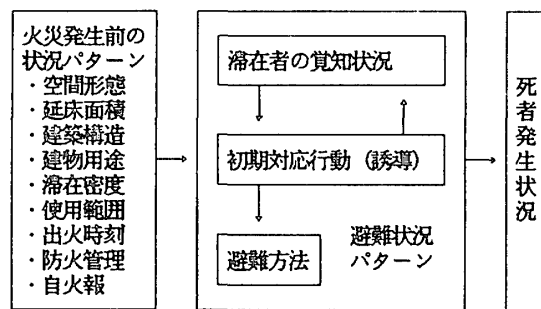 火災発生前の
状況パターン
・空間形態
・延床面積
・建築構造
・建物用途
・滞在密度
・使用範囲
・出火時刻
・防火管理
・自火報
滞在者の覚知状況
初期対応行動（誘導）
避難方法
避難状況
パターン
死者発生状況